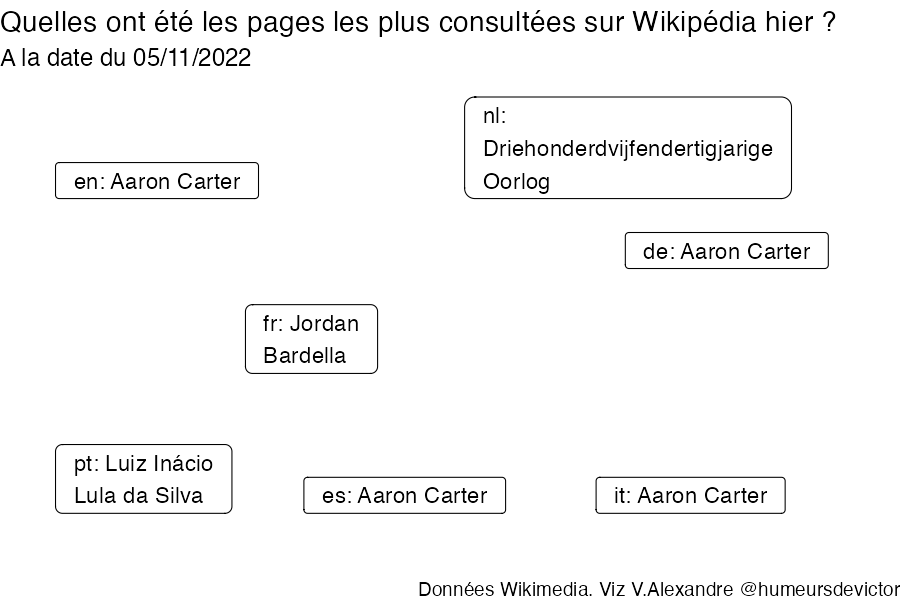 Quelles ont été les pages les plus consultées sur Wikipédia hier ?
A la date du 05/11/2022
nl:
Driehonderdvijfendertigjarige
Oorlog
en: Aaron Carter
de: Aaron Carter
fr: Jordan
Bardella
pt: Luiz Inácio
Lula da Silva
es: Aaron Carter
it: Aaron Carter
Données Wikimedia. Viz V.Alexandre @humeursdevictor